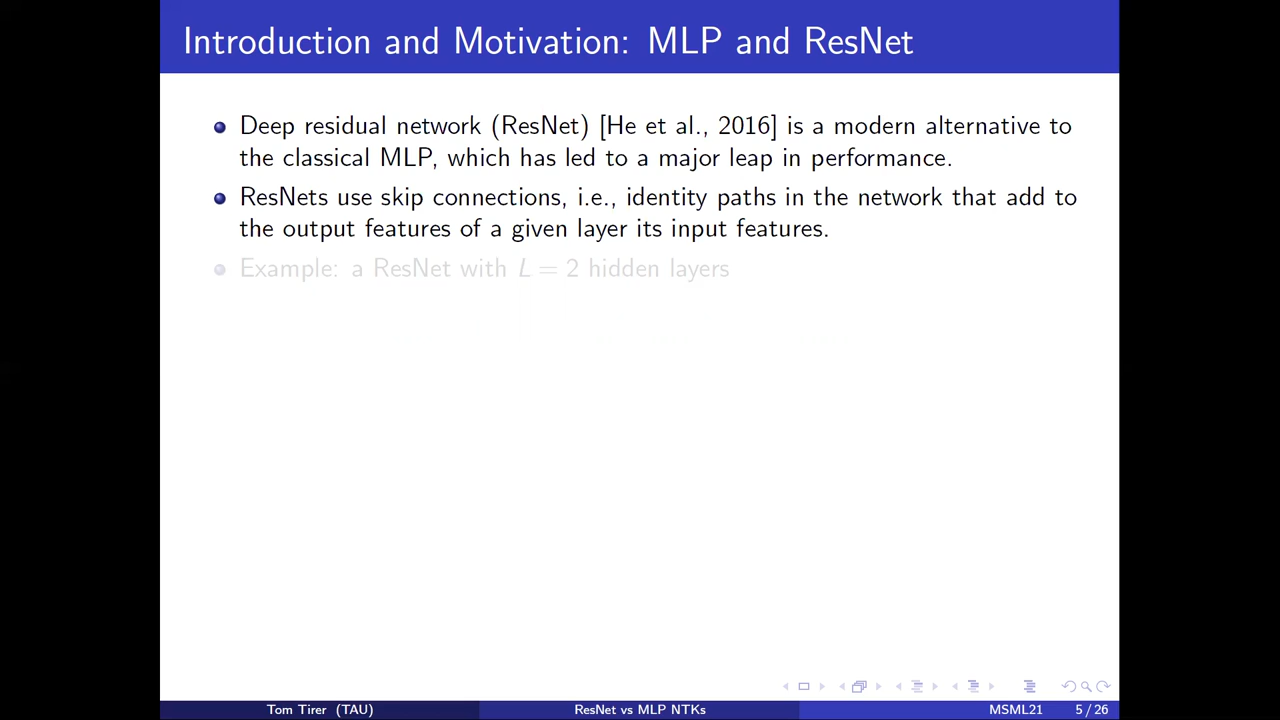 Introduction and Motivation: MLP and ResNet
Deep residual network (ResNet) [He et al., 2016] is a modern alternative to
the classical MLP, which has led to a major leap in performance.
ResNets use skip connections, i.e., identity paths in the network that add to
the output features of a given layer its input features.
Example: a ResNet with L = 2 hidden layers
Tom Tirer (TAU)
ResNet vs MLP NTKs
MSML21
5 / 26